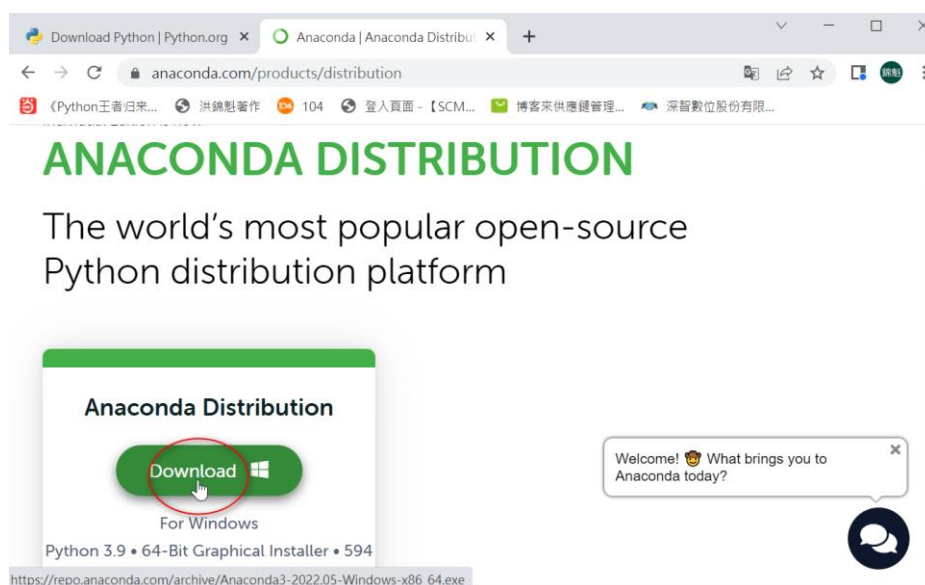 Download Python | Python.org
Anaconda | Anaconda Distribut
anaconda.com/products/distribution
錦魁
《Python王者归来...
洪錦魁著作
104
登入頁面 -【SCM...
博客來供應鏈管理...
深智數位股份有限...
ANACONDA DISTRIBUTION
The world's most popular open-source
Python distribution platform
Anaconda Distribution
Download
For Windows
Python 3.9 • 64-Bit Graphical Installer • 594
Welcome! 🤠 What brings you to
Anaconda today?
https://repo.anaconda.com/archive/Anaconda3-2022.05-Windows-x86_64.exe